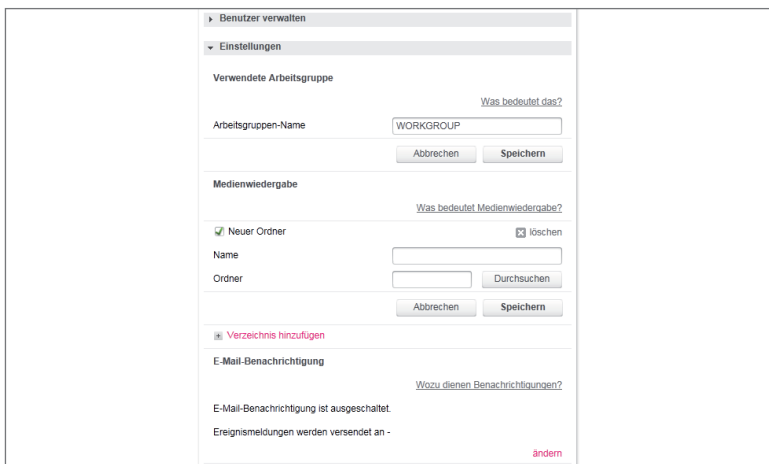 Benutzer verwalten
Einstellungen
Verwendete Arbeitsgruppe
Was bedeutet das?
Arbeitsgruppen-Name WORKGROUP
Abbrechen Speichern
Medienwiedergabe
Was bedeutet Medienwiedergabe?
Neuer Ordner löschen
Name
Ordner Durchsuchen
Abbrechen Speichern
Verzeichnis hinzufügen
E-Mail-Benachrichtigung
Wozu dienen Benachrichtigungen?
E-Mail-Benachrichtigung ist ausgeschaltet.
Ereignismeldungen werden versendet an -
ändern